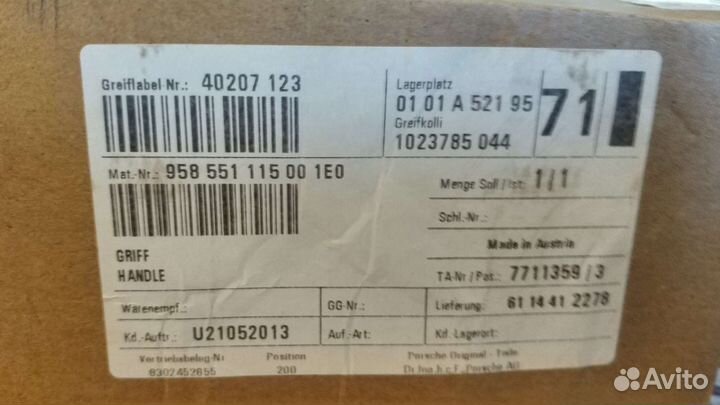 Greiflabel Nr.: 40207 123
Lagerplatz
01 01 A 521 95
71
Greifkolli
1023785 044
Mat.-Nr.: 958 551 115 00 1E0
Menge Soll / Ist: 1 / 1
Schl.-Nr.:
GRIFF
HANDLE
Made in Austria
TA-Nr / Pos.: 7711359 / 3
Warenempf.:
GG-Nr.:
Lieferung: 61 14 41 2278
Kd.-Auftr.: U21052013
Auf.-Art:
Kd. Lagerort:
Vertriebsbeleg-Nr. Position
Porsche Original - Teile
8302452855 200
Dr.Ing.h.c.F. Porsche AG
Avito